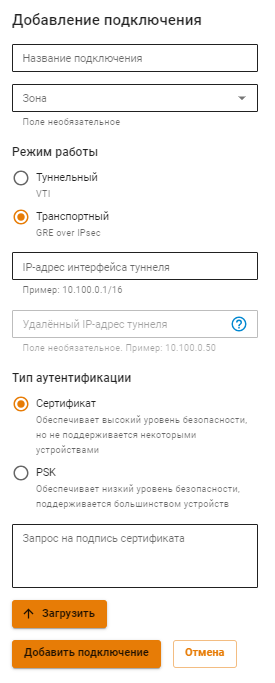 Добавление подключения
Название подключения
Зона
Поле необязательное
Режим работы
Туннельный
VTI
Транспортный
GRE over IPsec
IP-адрес интерфейса туннеля
Пример: 10.100.0.1/16
Удалённый IP-адрес туннеля
Поле необязательное. Пример: 10.100.0.50
Тип аутентификации
Сертификат
Обеспечивает высокий уровень безопасности,
но не поддерживается некоторыми
устройствами
PSK
Обеспечивает низкий уровень безопасности,
поддерживается большинством устройств
Запрос на подпись сертификата
Загрузить
Добавить подключение
Отмена